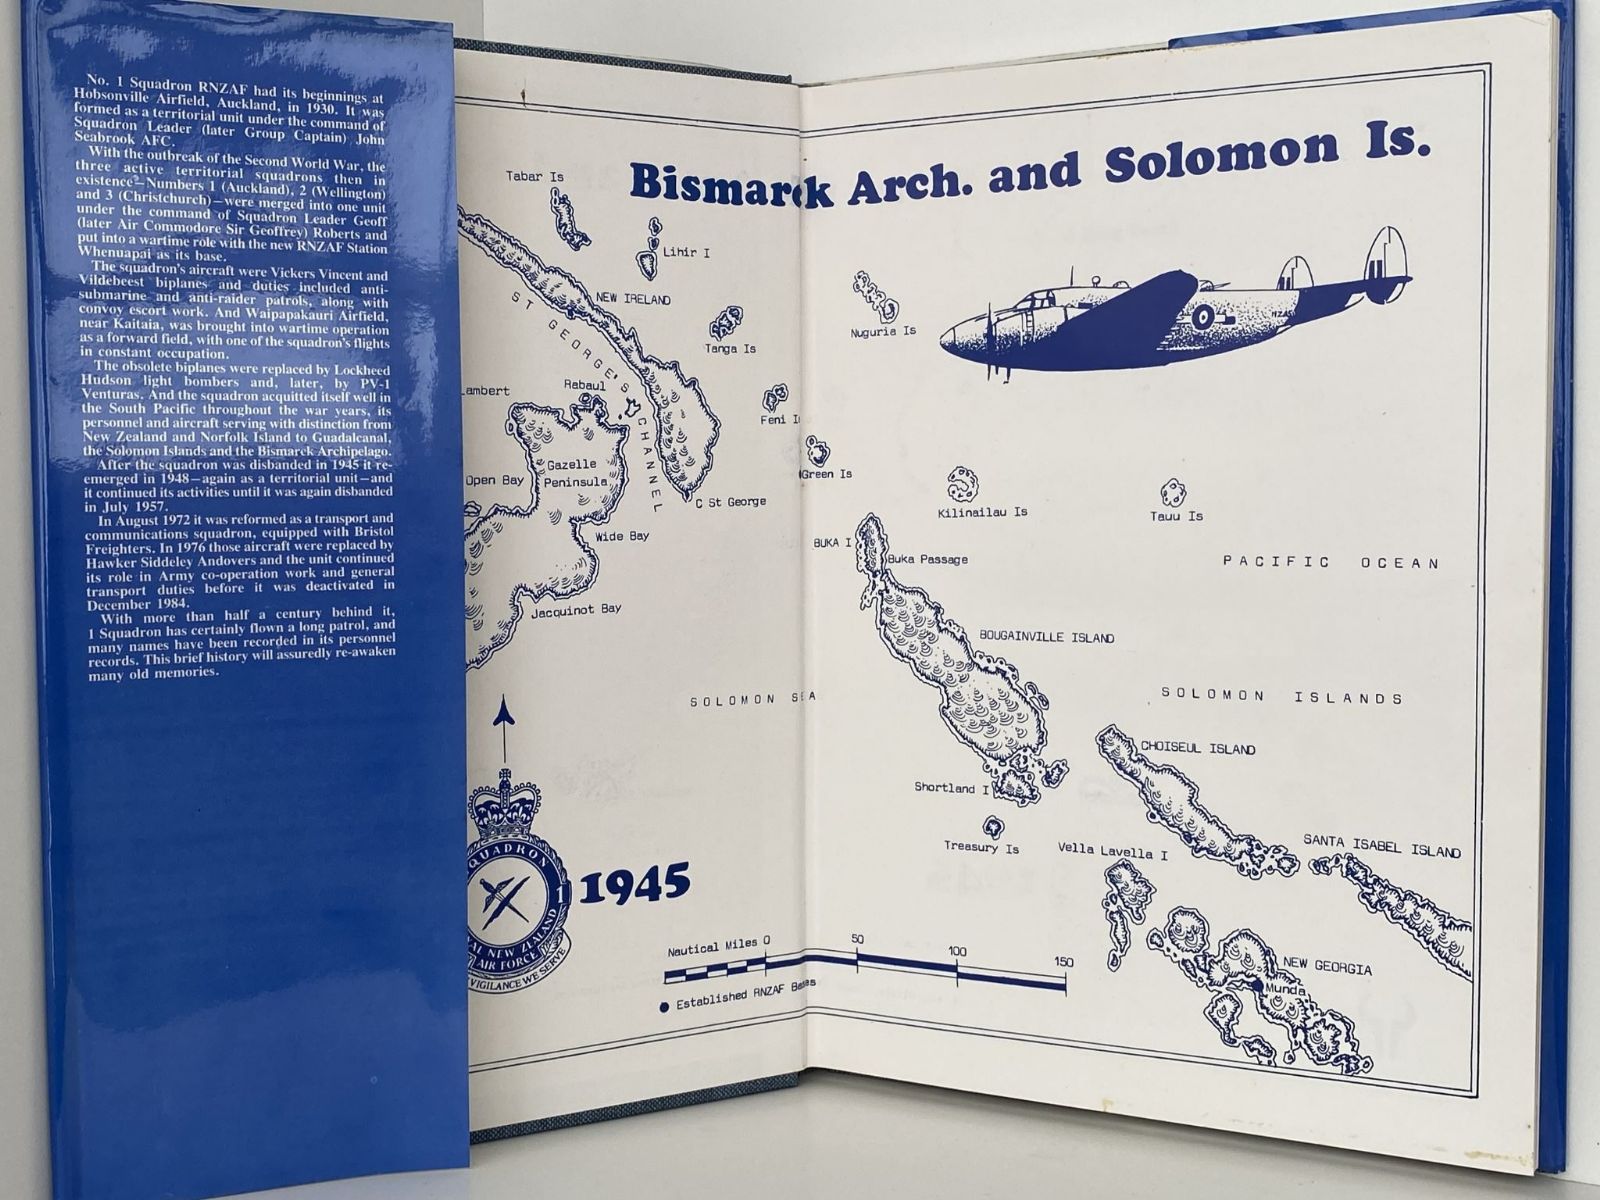 No. 1 Squadron RNZAF had its beginnings at
Hobsonville Airfield, Auckland, in 1930. It was
formed as a territorial unit under the command of
Squadron Leader (later Group Captain) John
Seabrook AFC.
With the outbreak of the Second World War, the
three active territorial squadrons then in
existence—Numbers 1 (Auckland), 2 (Wellington)
and 3 (Christchurch)—were merged into one unit
under the command of Squadron Leader Geoff
(later Air Commodore Sir Geoffrey) Roberts and
put into a wartime role with the new RNZAF Station
Whenuapai as its base.
The squadron's aircraft were Vickers Vincent and
Vildebeest biplanes and duties included anti-
submarine and anti-raider patrols, along with
convoy escort work. And Waipapakauri Airfield,
near Kaitaia, was brought into wartime operation
as a forward field, with one of the squadron's flights
in constant occupation.
The obsolete biplanes were replaced by Lockheed
Hudson light bombers and, later, by PV-1
Venturas. And the squadron acquitted itself well in
the South Pacific throughout the war years, its
personnel and aircraft serving with distinction from
New Zealand and Norfolk Island to Guadalcanal,
the Solomon Islands and the Bismarck Archipelago.
After the squadron was disbanded in 1945 it re-
emerged in 1948—again as a territorial unit—and
it continued its activities until it was again disbanded
in July 1957.
In August 1972 it was reformed as a transport and
communications squadron, equipped with Bristol
Freighters. In 1976 those aircraft were replaced by
Hawker Siddeley Andovers and the unit continued
its role in Army co-operation work and general
transport duties before it was deactivated in
December 1984.
With more than half a century behind it,
1 Squadron has certainly flown a long patrol, and
many names have been recorded in its personnel
records. This brief history will assuredly re-awaken
many old memories.
Bismarck Arch. and Solomon Is.
Tabar Is
Lihir I
NEW IRELAND
ST GEORGE'S CHANNEL
Tanga Is
Nuguria Is
NZ
ambert
Rabaul
Feni I
Green Is
Gazelle
Peninsula
Open Bay
C St George
Kilinailau Is
Tauu Is
Wide Bay
BUKA I
Buka Passage
PACIFIC OCEAN
Jacquinot Bay
BOUGAINVILLE ISLAND
SOLOMON SEA
SOLOMON ISLANDS
CHOISEUL ISLAND
Shortland I
Treasury Is
Vella Lavella I
SANTA ISABEL ISLAND
QUADRON
1
AL NEW ZEALAND
AIR FORCE
VIGILANCE WE SERVE
1945
Nautical Miles 0 50 100 150
NEW GEORGIA
Munda
Established RNZAF Bases